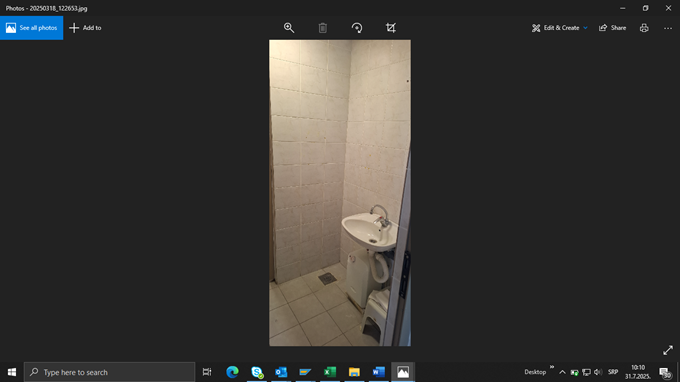 Photos - 20250318_122653.jpg
See all photos
Add to
Edit & Create
Share
Type here to search
Desktop
SRP
10:10
31.7.2025.
30